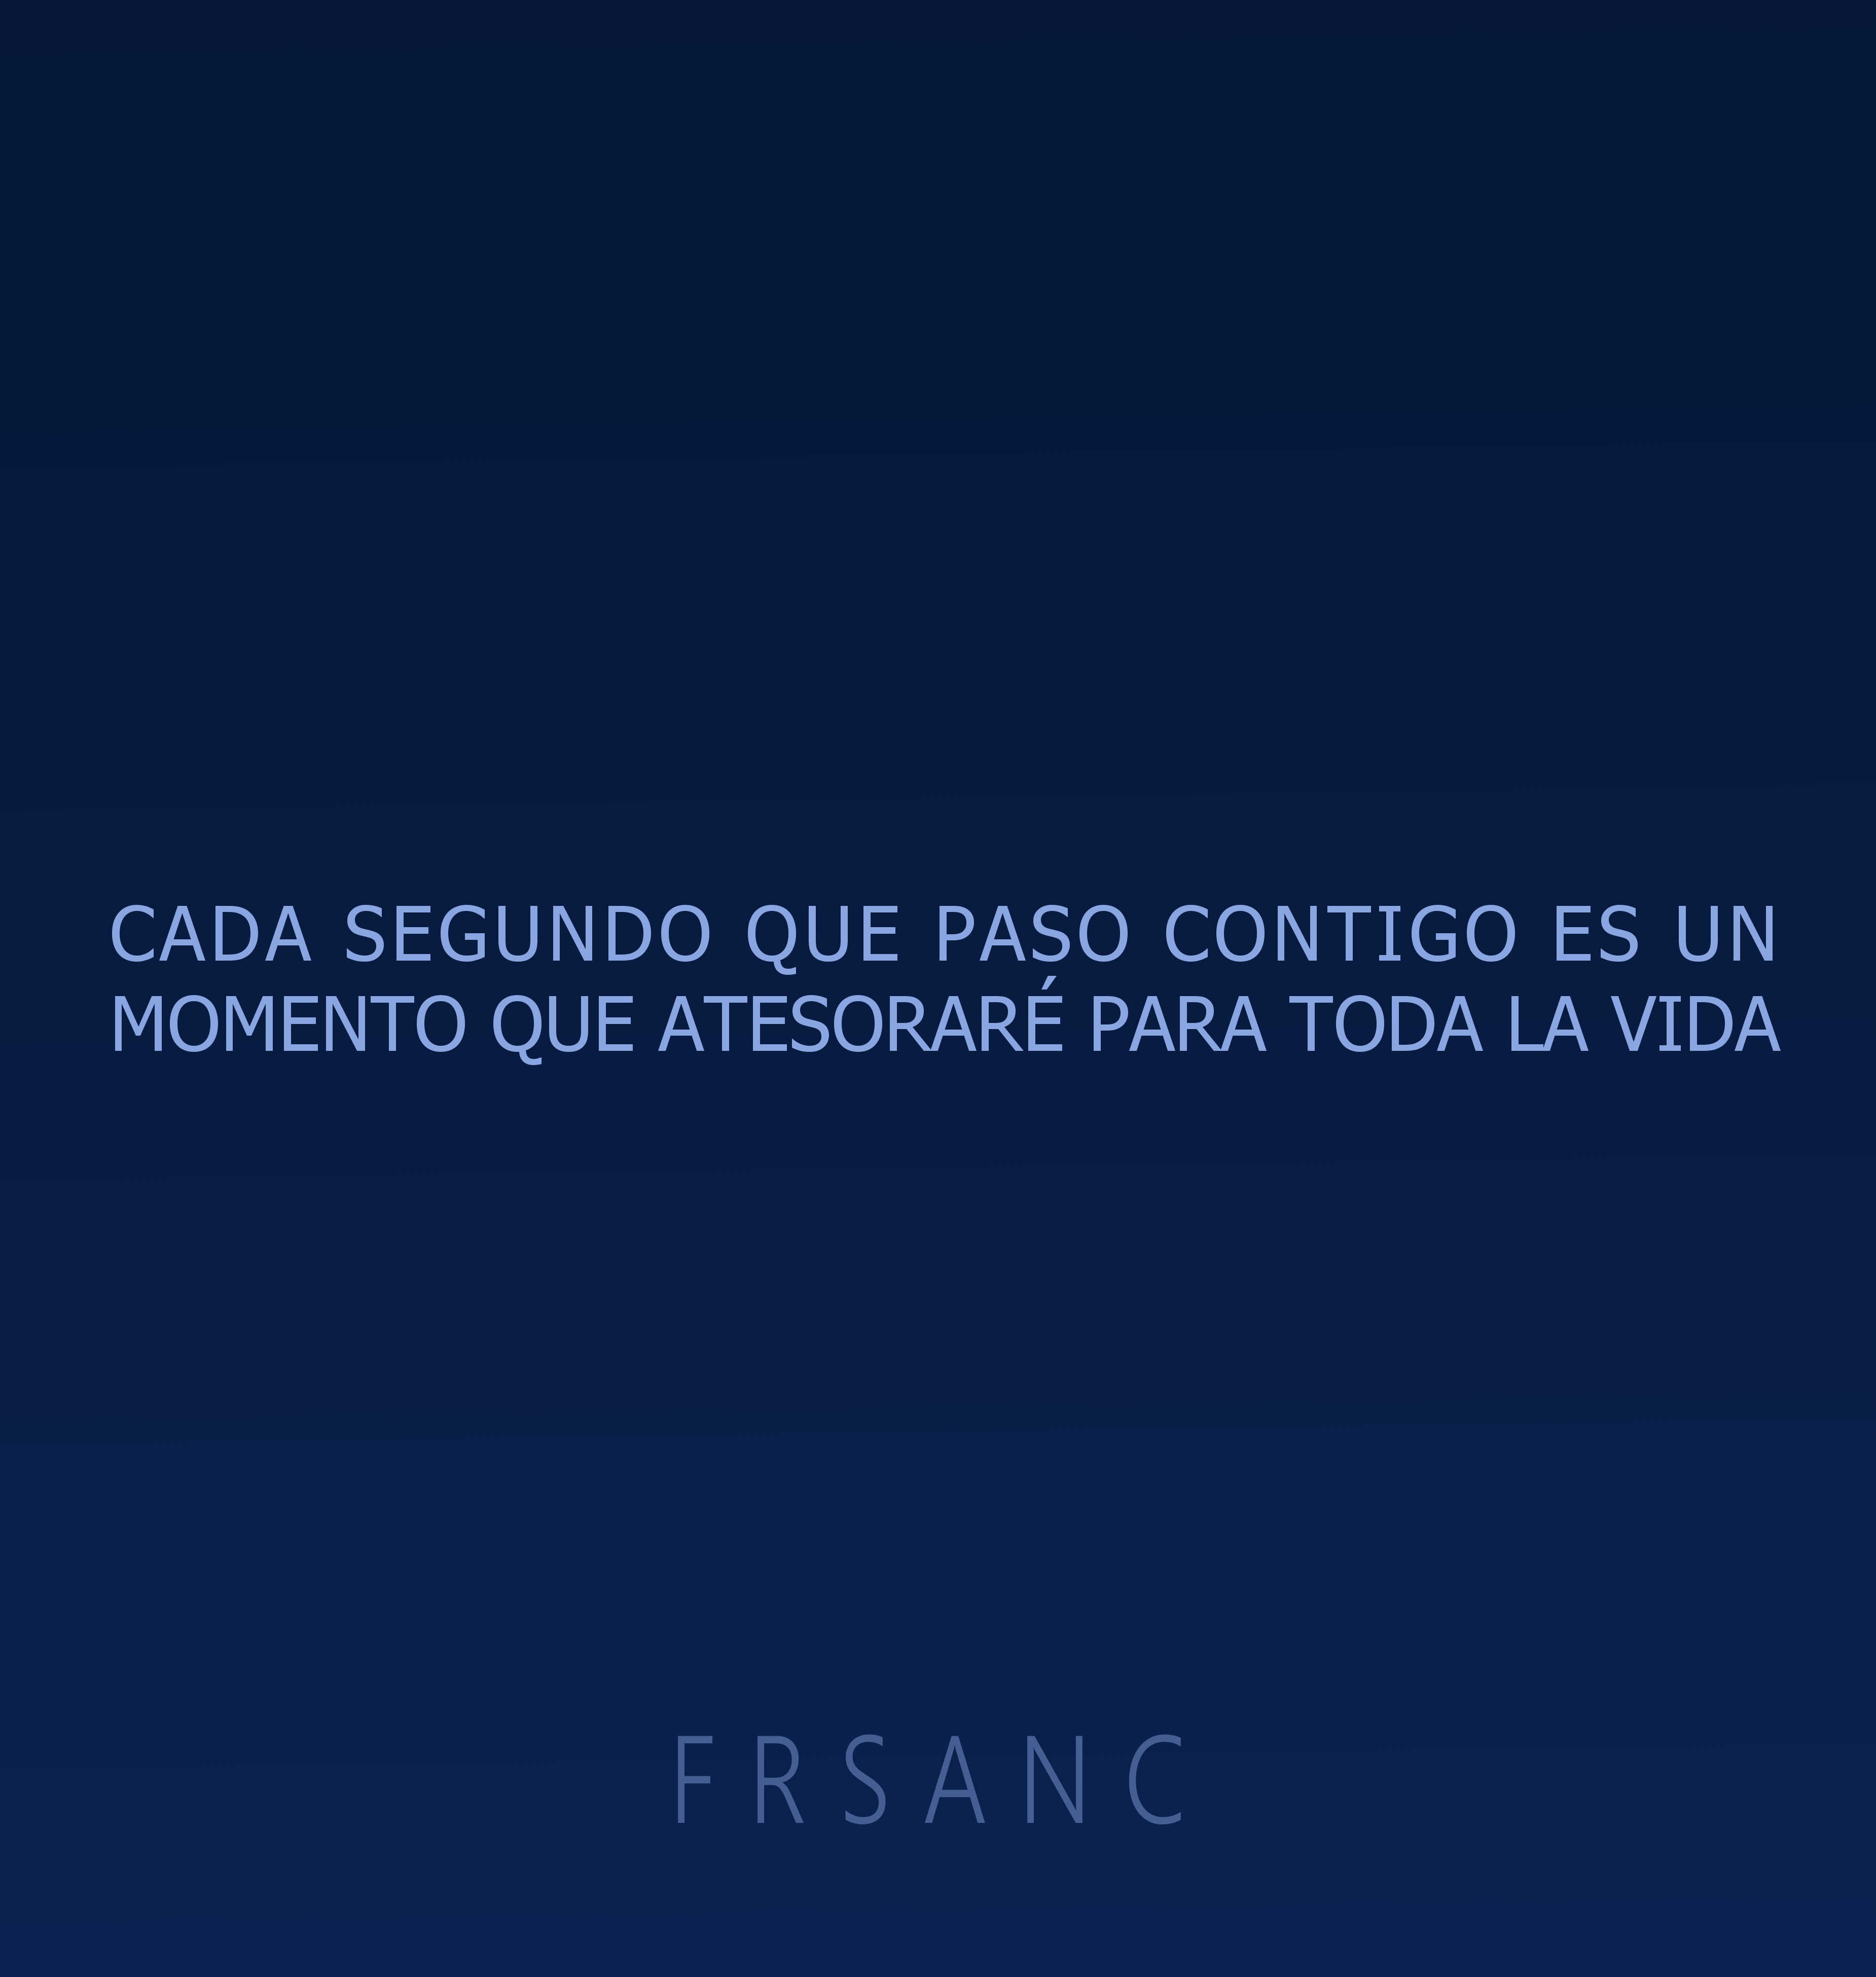 CADA SEGUNDO QUE PASO CONTIGO ES UN
MOMENTO QUE ATESORARÉ PARA TODA LA VIDA
FRSANC